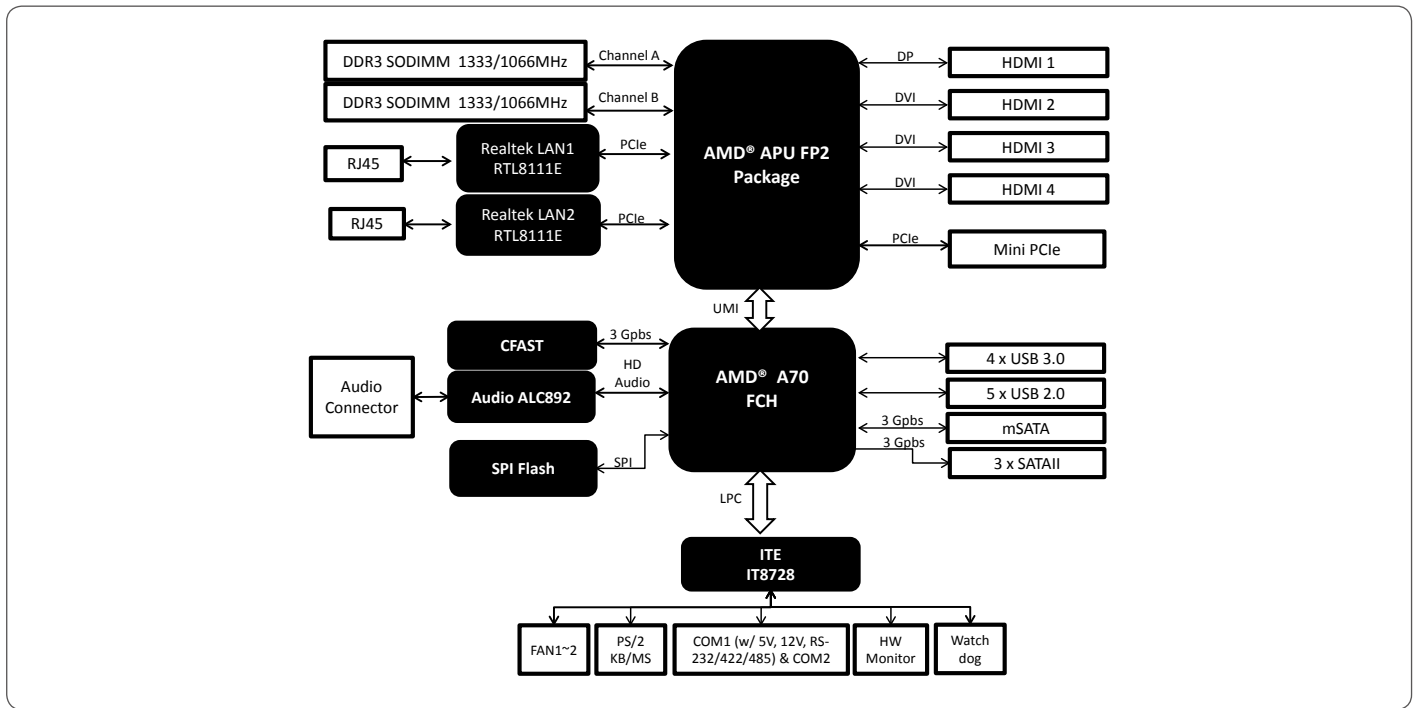 DDR3 SODIMM 1333/1066MHz
Channel A
DDR3 SODIMM 1333/1066MHz
Channel B
RJ45
Realtek LAN1
RTL8111E
PCIe
RJ45
Realtek LAN2
RTL8111E
PCIe
AMD® APU FP2
Package
DP
HDMI 1
DVI
HDMI 2
DVI
HDMI 3
DVI
HDMI 4
PCIe
Mini PCIe
UMI
CFAST
3 Gpbs
Audio
Connector
Audio ALC892
HD
Audio
SPI Flash
SPI
AMD® A70
FCH
4 x USB 3.0
5 x USB 2.0
3 Gpbs
mSATA
3 Gpbs
3 x SATAII
LPC
ITE
IT8728
FAN1~2
PS/2
KB/MS
COM1 (w/ 5V, 12V, RS-
232/422/485) & COM2
HW
Monitor
Watch
dog